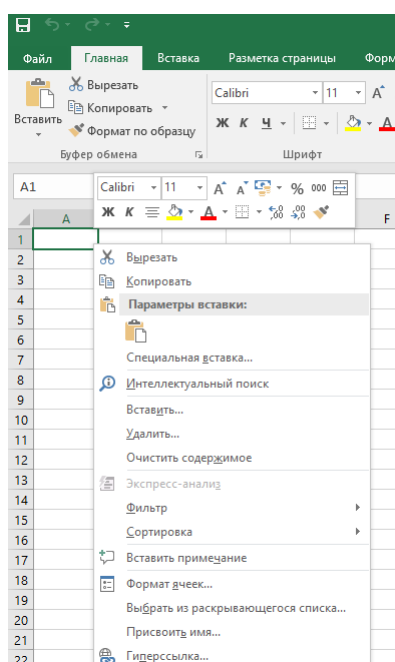 Файл Главная Вставка Разметка страницы Форм
Вырезать
Копировать
Формат по образцу
Вставить
Calibri 11 A
Ж К Ч A
Буфер обмена Шрифт
A1
Calibri 11 A A % 000
Ж К A ,00 ,00
A F
1
2
3
4
5
6
7
8
9
10
11
12
13
14
15
16
17
18
19
20
21
22
Вырезать
Копировать
Параметры вставки:
Специальная вставка...
Интеллектуальный поиск
Вставить...
Удалить...
Очистить содержимое
Экспресс-анализ
Фильтр
Сортировка
Вставить примечание
Формат ячеек...
Выбрать из раскрывающегося списка...
Присвоить имя...
Гиперссылка...